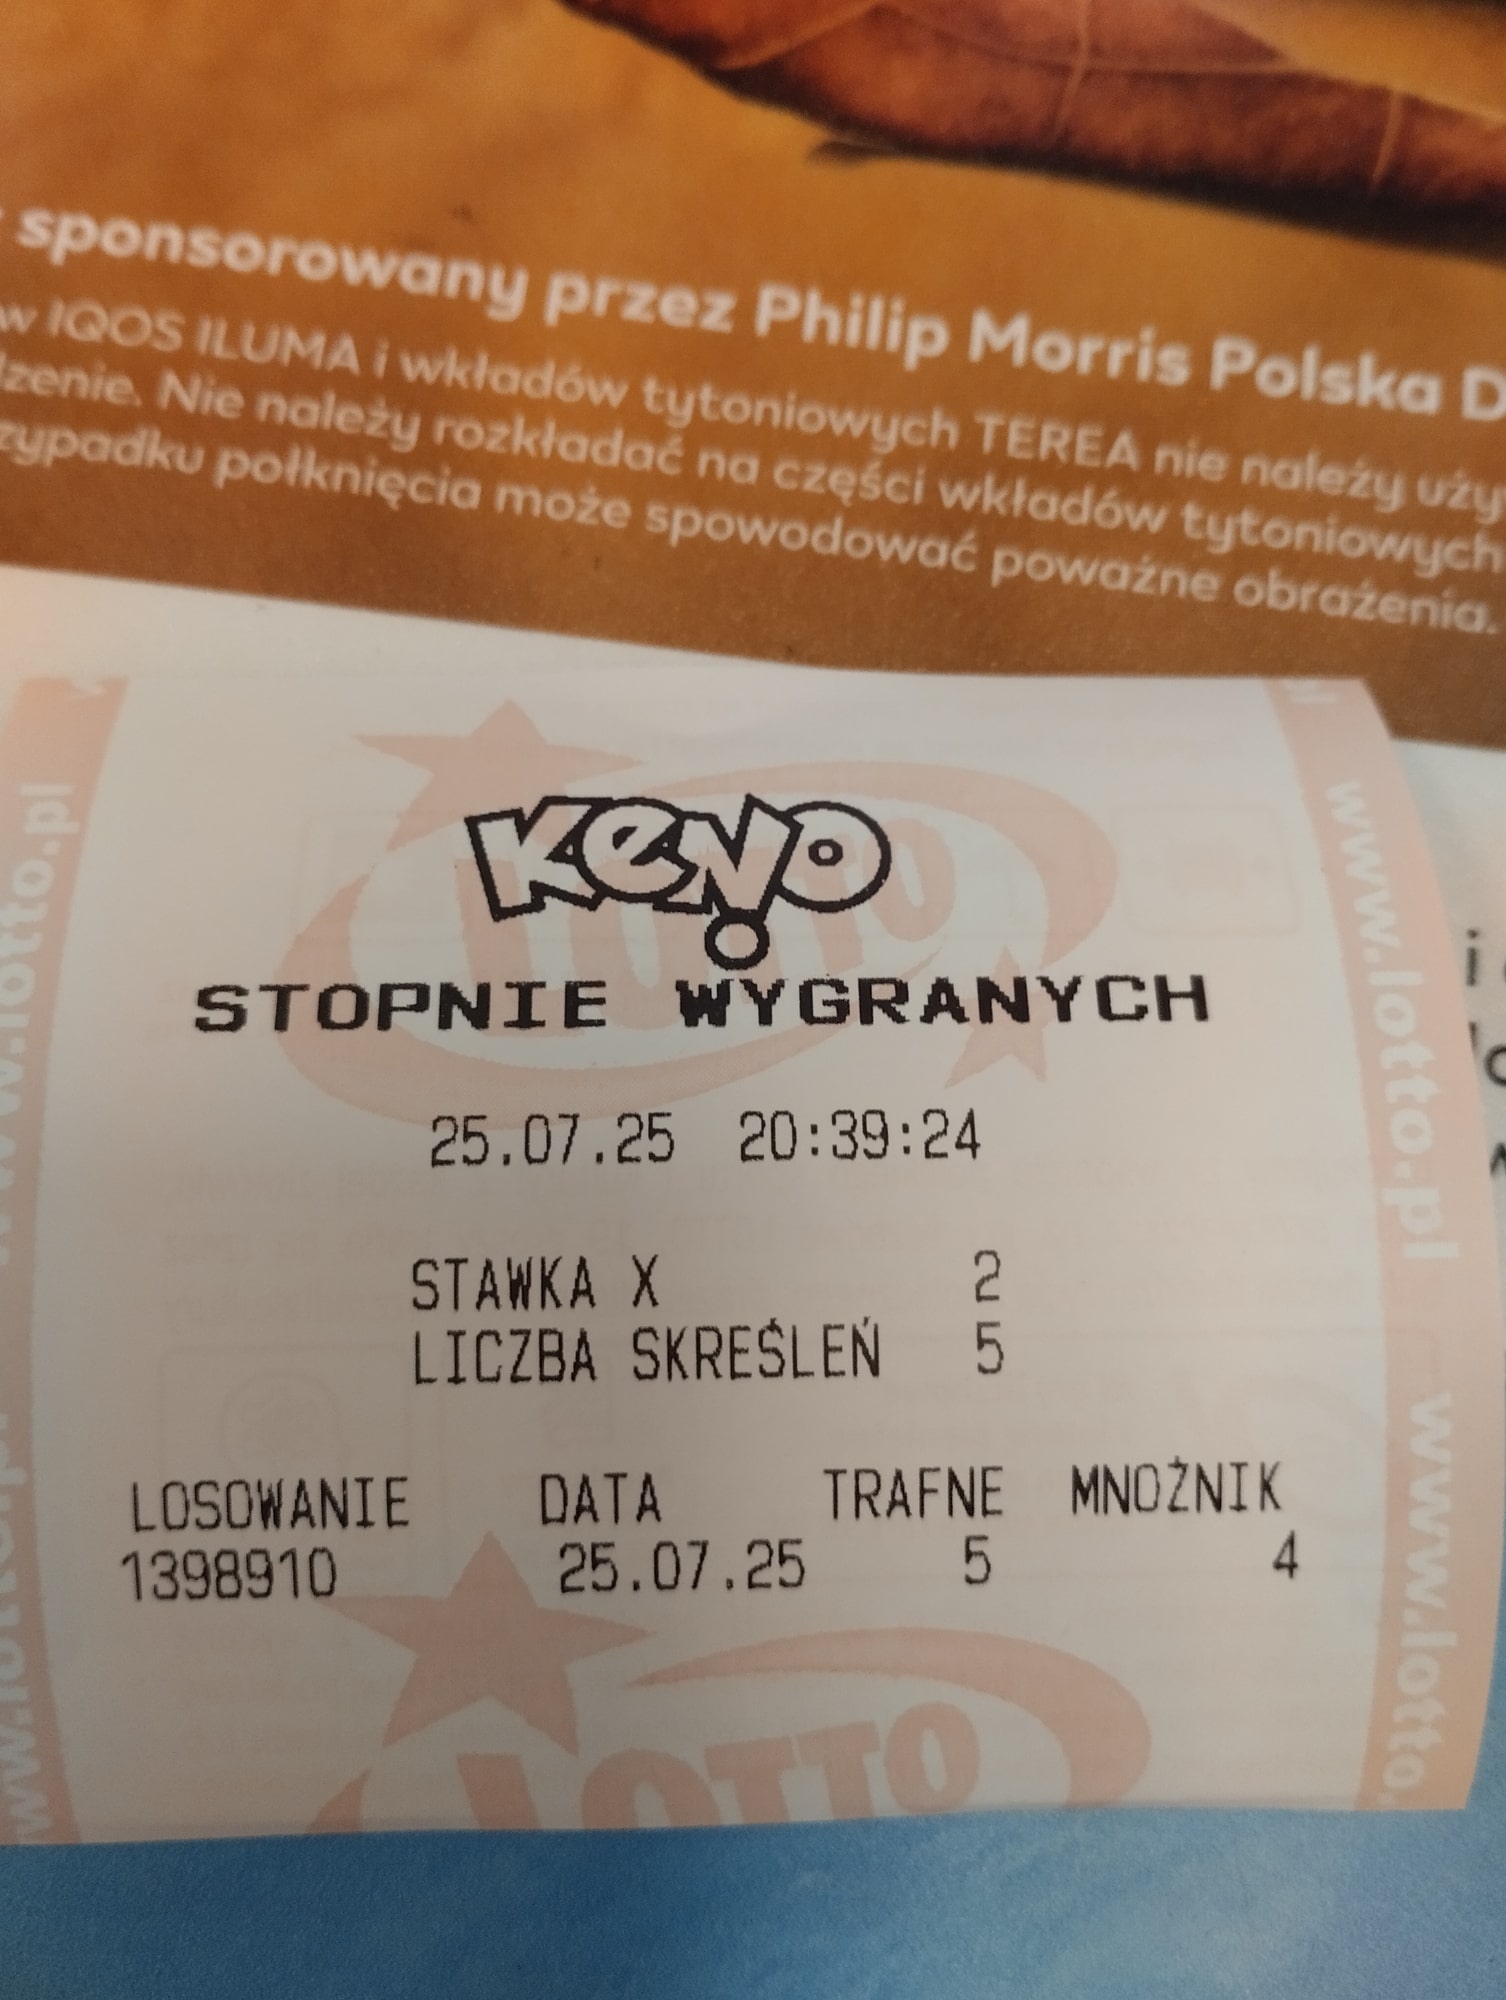 sponsorowany przez Philip Morris Polska D
w IQOS ILUMA i wkładów tytoniowych TEREA nie należy uży
dzenie. Nie należy rozkładać na części wkładów tytoniowych
zypadku połknięcia może spowodować poważne obrażenia.
www.lotto.pl
www.lotto.pl
LOTTO
KENO
STOPNIE WYGRANYCH
25.07.25 20:39:24
STAWKA X 2
LICZBA SKREŚLEŃ 5
LOSOWANIE DATA TRAFNE MNOŻNIK
1398910 25.07.25 5 4
www.lotto.
LOTTO